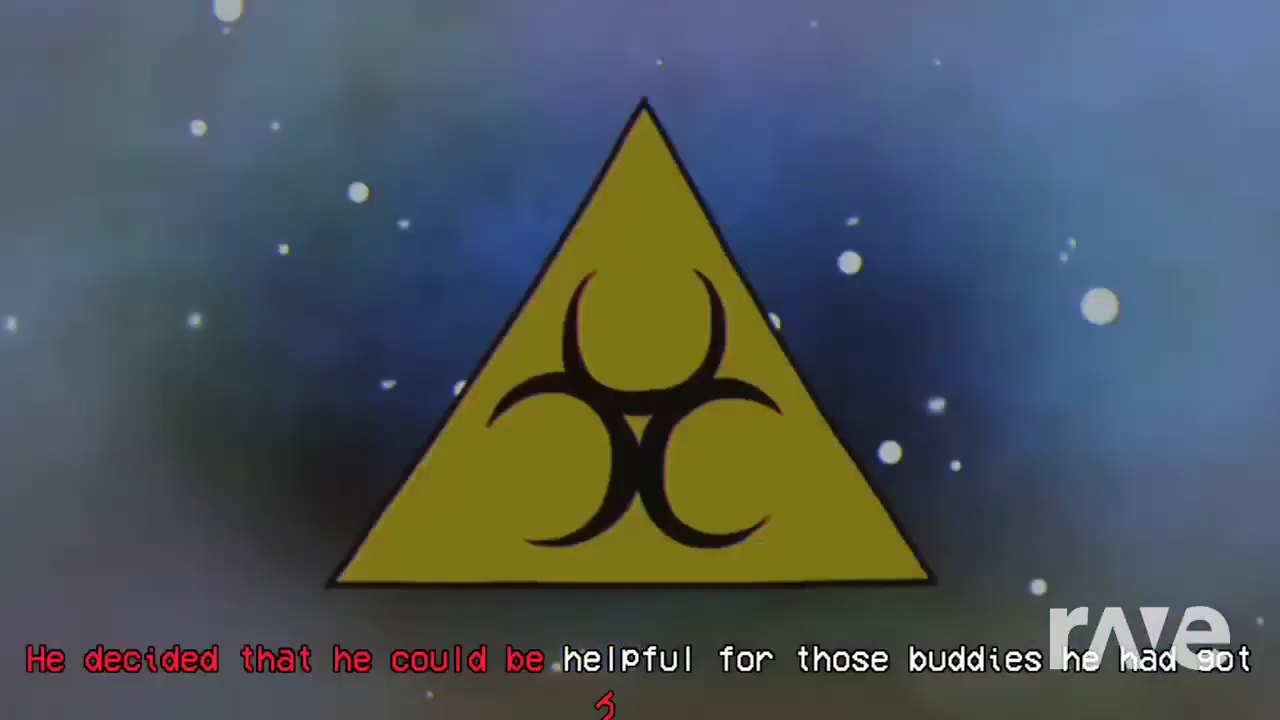 He decided that he could be helpful for those buddies he had got
rave